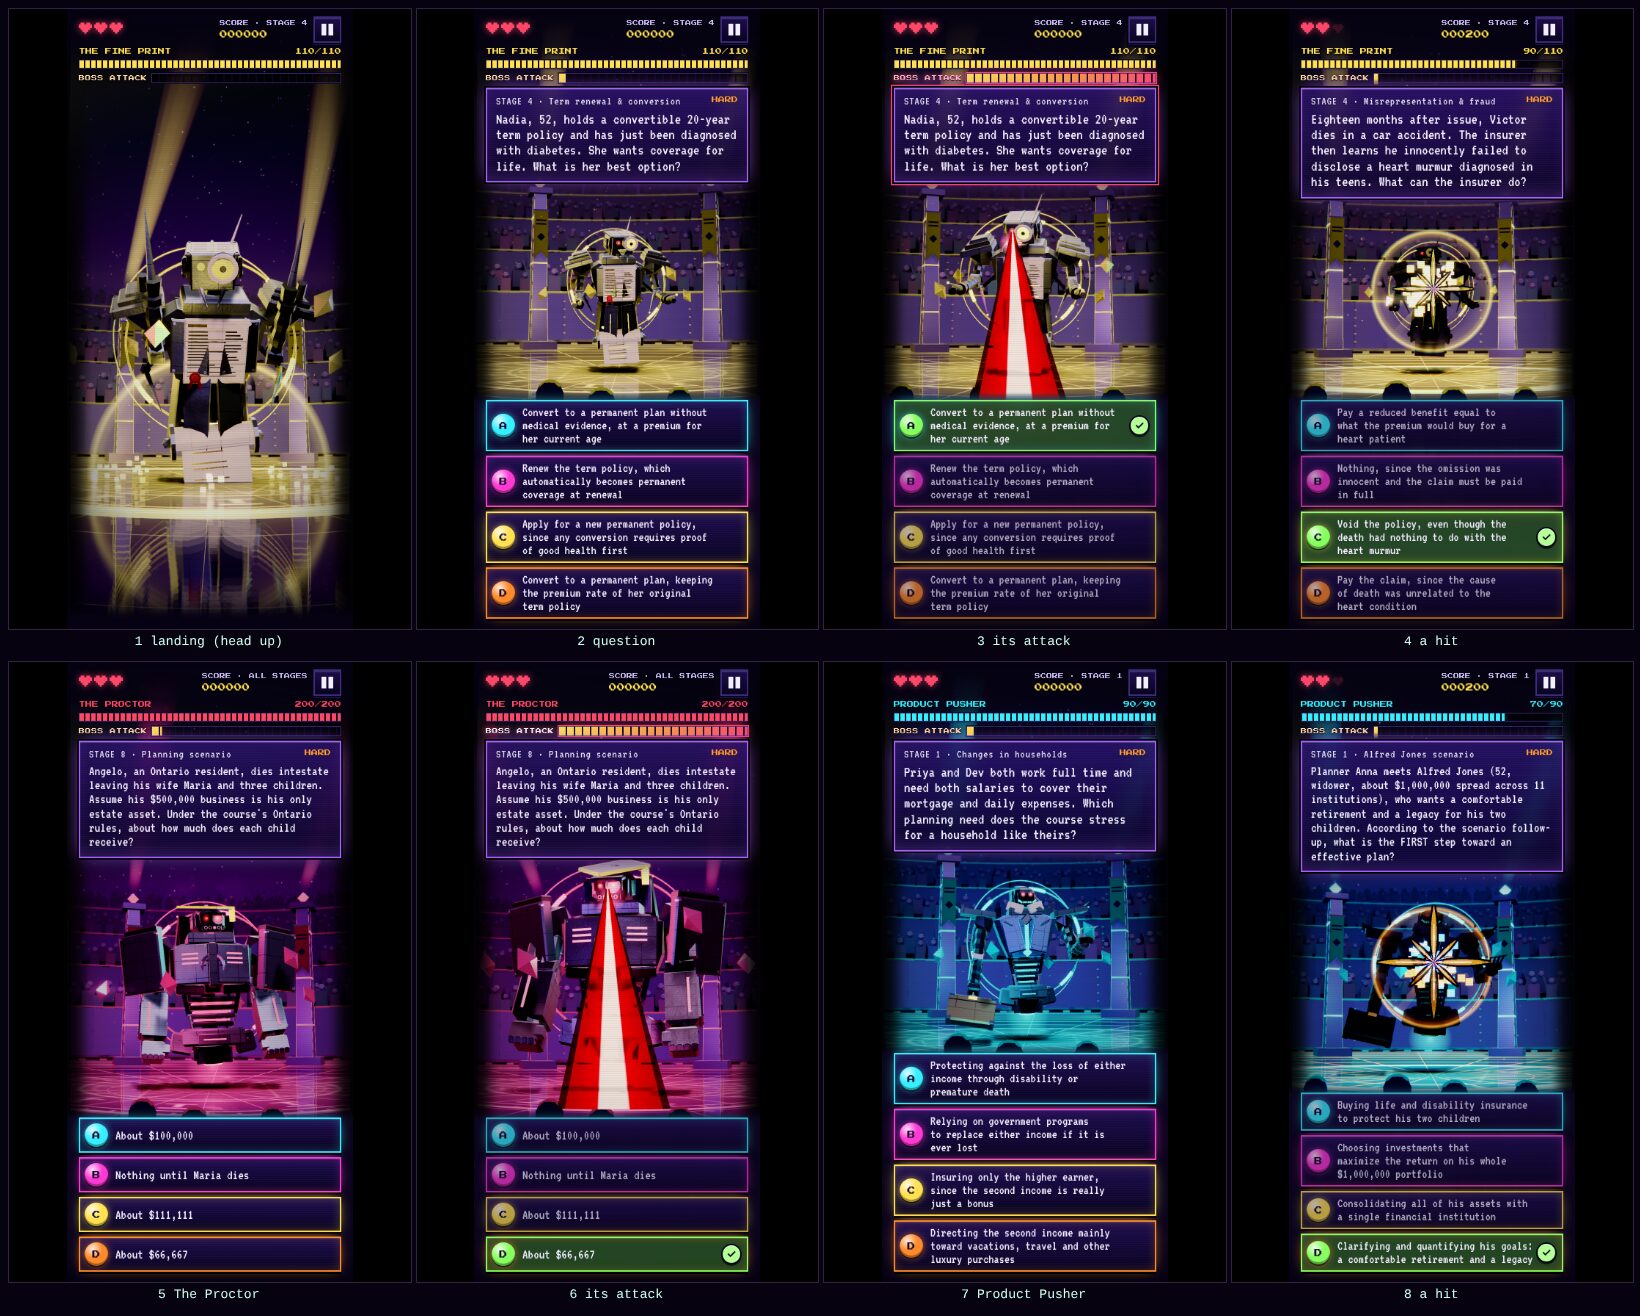 SCORE · STAGE 4
000000
THE FINE PRINT 110/110
BOSS ATTACK
1 landing (head up)
SCORE · STAGE 4
000000
THE FINE PRINT 110/110
BOSS ATTACK
STAGE 4 · Term renewal & conversion HARD
Nadia, 52, holds a convertible 20-year
term policy and has just been diagnosed
with diabetes. She wants coverage for
life. What is her best option?
A Convert to a permanent plan without
medical evidence, at a premium for
her current age
B Renew the term policy, which
automatically becomes permanent
coverage at renewal
C Apply for a new permanent policy,
since any conversion requires proof
of good health first
D Convert to a permanent plan, keeping
the premium rate of her original
term policy
2 question
SCORE · STAGE 4
000000
THE FINE PRINT 110/110
BOSS ATTACK
STAGE 4 · Term renewal & conversion HARD
Nadia, 52, holds a convertible 20-year
term policy and has just been diagnosed
with diabetes. She wants coverage for
life. What is her best option?
A Convert to a permanent plan without
medical evidence, at a premium for
her current age
B Renew the term policy, which
automatically becomes permanent
coverage at renewal
C Apply for a new permanent policy,
since any conversion requires proof
of good health first
D Convert to a permanent plan, keeping
the premium rate of her original
term policy
3 its attack
SCORE · STAGE 4
000200
THE FINE PRINT 90/110
BOSS ATTACK
STAGE 4 · Misrepresentation & fraud HARD
Eighteen months after issue, Victor
dies in a car accident. The insurer
then learns he innocently failed to
disclose a heart murmur diagnosed in
his teens. What can the insurer do?
A Pay a reduced benefit equal to
what the premium would buy for a
heart patient
B Nothing, since the omission was
innocent and the claim must be paid
in full
C Void the policy, even though the
death had nothing to do with the
heart murmur
D Pay the claim, since the cause
of death was unrelated to the
heart condition
4 a hit
SCORE · ALL STAGES
000000
THE PROCTOR 200/200
BOSS ATTACK
STAGE 8 · Planning scenario HARD
Angelo, an Ontario resident, dies intestate
leaving his wife Maria and three children.
Assume his $500,000 business is his only
estate asset. Under the course's Ontario
rules, about how much does each child
receive?
A About $100,000
B Nothing until Maria dies
C About $111,111
D About $66,667
5 The Proctor
SCORE · ALL STAGES
000000
THE PROCTOR 200/200
BOSS ATTACK
STAGE 8 · Planning scenario HARD
Angelo, an Ontario resident, dies intestate
leaving his wife Maria and three children.
Assume his $500,000 business is his only
estate asset. Under the course's Ontario
rules, about how much does each child
receive?
A About $100,000
B Nothing until Maria dies
C About $111,111
D About $66,667
6 its attack
SCORE · STAGE 1
000000
PRODUCT PUSHER 90/90
BOSS ATTACK
STAGE 1 · Changes in households HARD
Priya and Dev both work full time and
need both salaries to cover their
mortgage and daily expenses. Which
planning need does the course stress
for a household like theirs?
A Protecting against the loss of either
income through disability or
premature death
B Relying on government programs
to replace either income if it is
ever lost
C Insuring only the higher earner,
since the second income is really
just a bonus
D Directing the second income mainly
toward vacations, travel and other
luxury purchases
7 Product Pusher
SCORE · STAGE 1
000200
PRODUCT PUSHER 70/90
BOSS ATTACK
STAGE 1 · Alfred Jones scenario HARD
Planner Anna meets Alfred Jones (52,
widower, about $1,000,000 spread across 11
institutions), who wants a comfortable
retirement and a legacy for his two
children. According to the scenario follow-
up, what is the FIRST step toward an
effective plan?
A Buying life and disability insurance
to protect his two children
B Choosing investments that
maximize the return on his whole
$1,000,000 portfolio
C Consolidating all of his assets with
a single financial institution
D Clarifying and quantifying his goals:
a comfortable retirement and a legacy
8 a hit